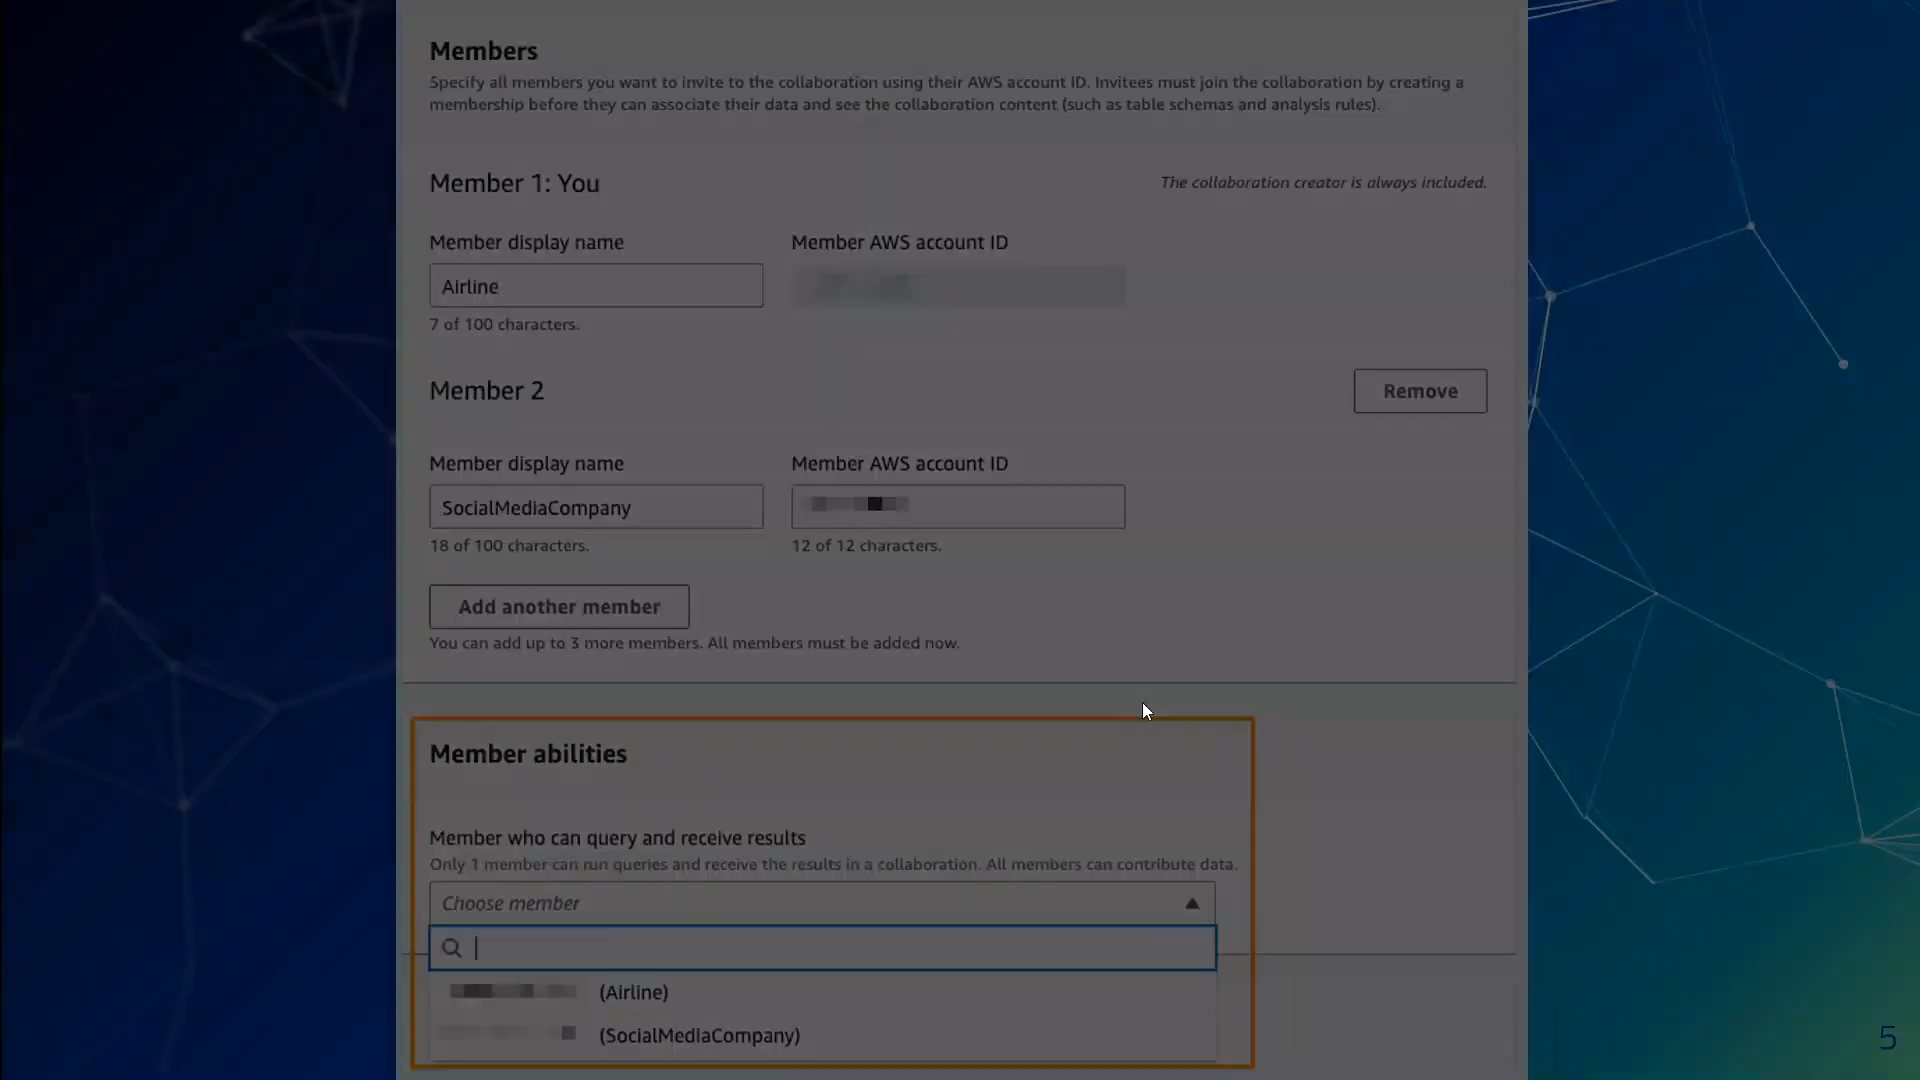 Members
Specify all members you want to invite to the collaboration using their AWS account ID. Invitees must join the collaboration by creating a
membership before they can associate their data and see the collaboration content (such as table schemas and analysis rules).
Member 1: You
The collaboration creator is always included.
Member display name
Member AWS account ID
Airline
7 of 100 characters.
Member 2
Remove
Member display name
Member AWS account ID
SocialMediaCompany
18 of 100 characters.
12 of 12 characters.
Add another member
You can add up to 3 more members. All members must be added now.
Member abilities
Member who can query and receive results
Only 1 member can run queries and receive the results in a collaboration. All members can contribute data.
Choose member
(Airline)
(SocialMediaCompany)
5